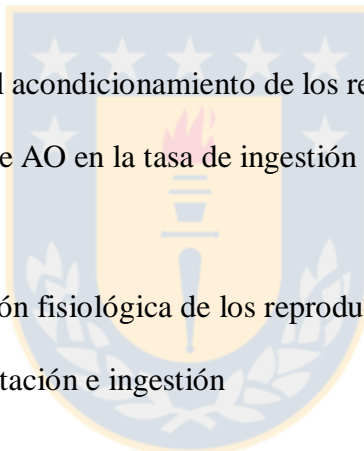 l acondicionamiento de los re
e AO en la tasa de ingestión
ón fisiológica de los reprodu
tación e ingestión